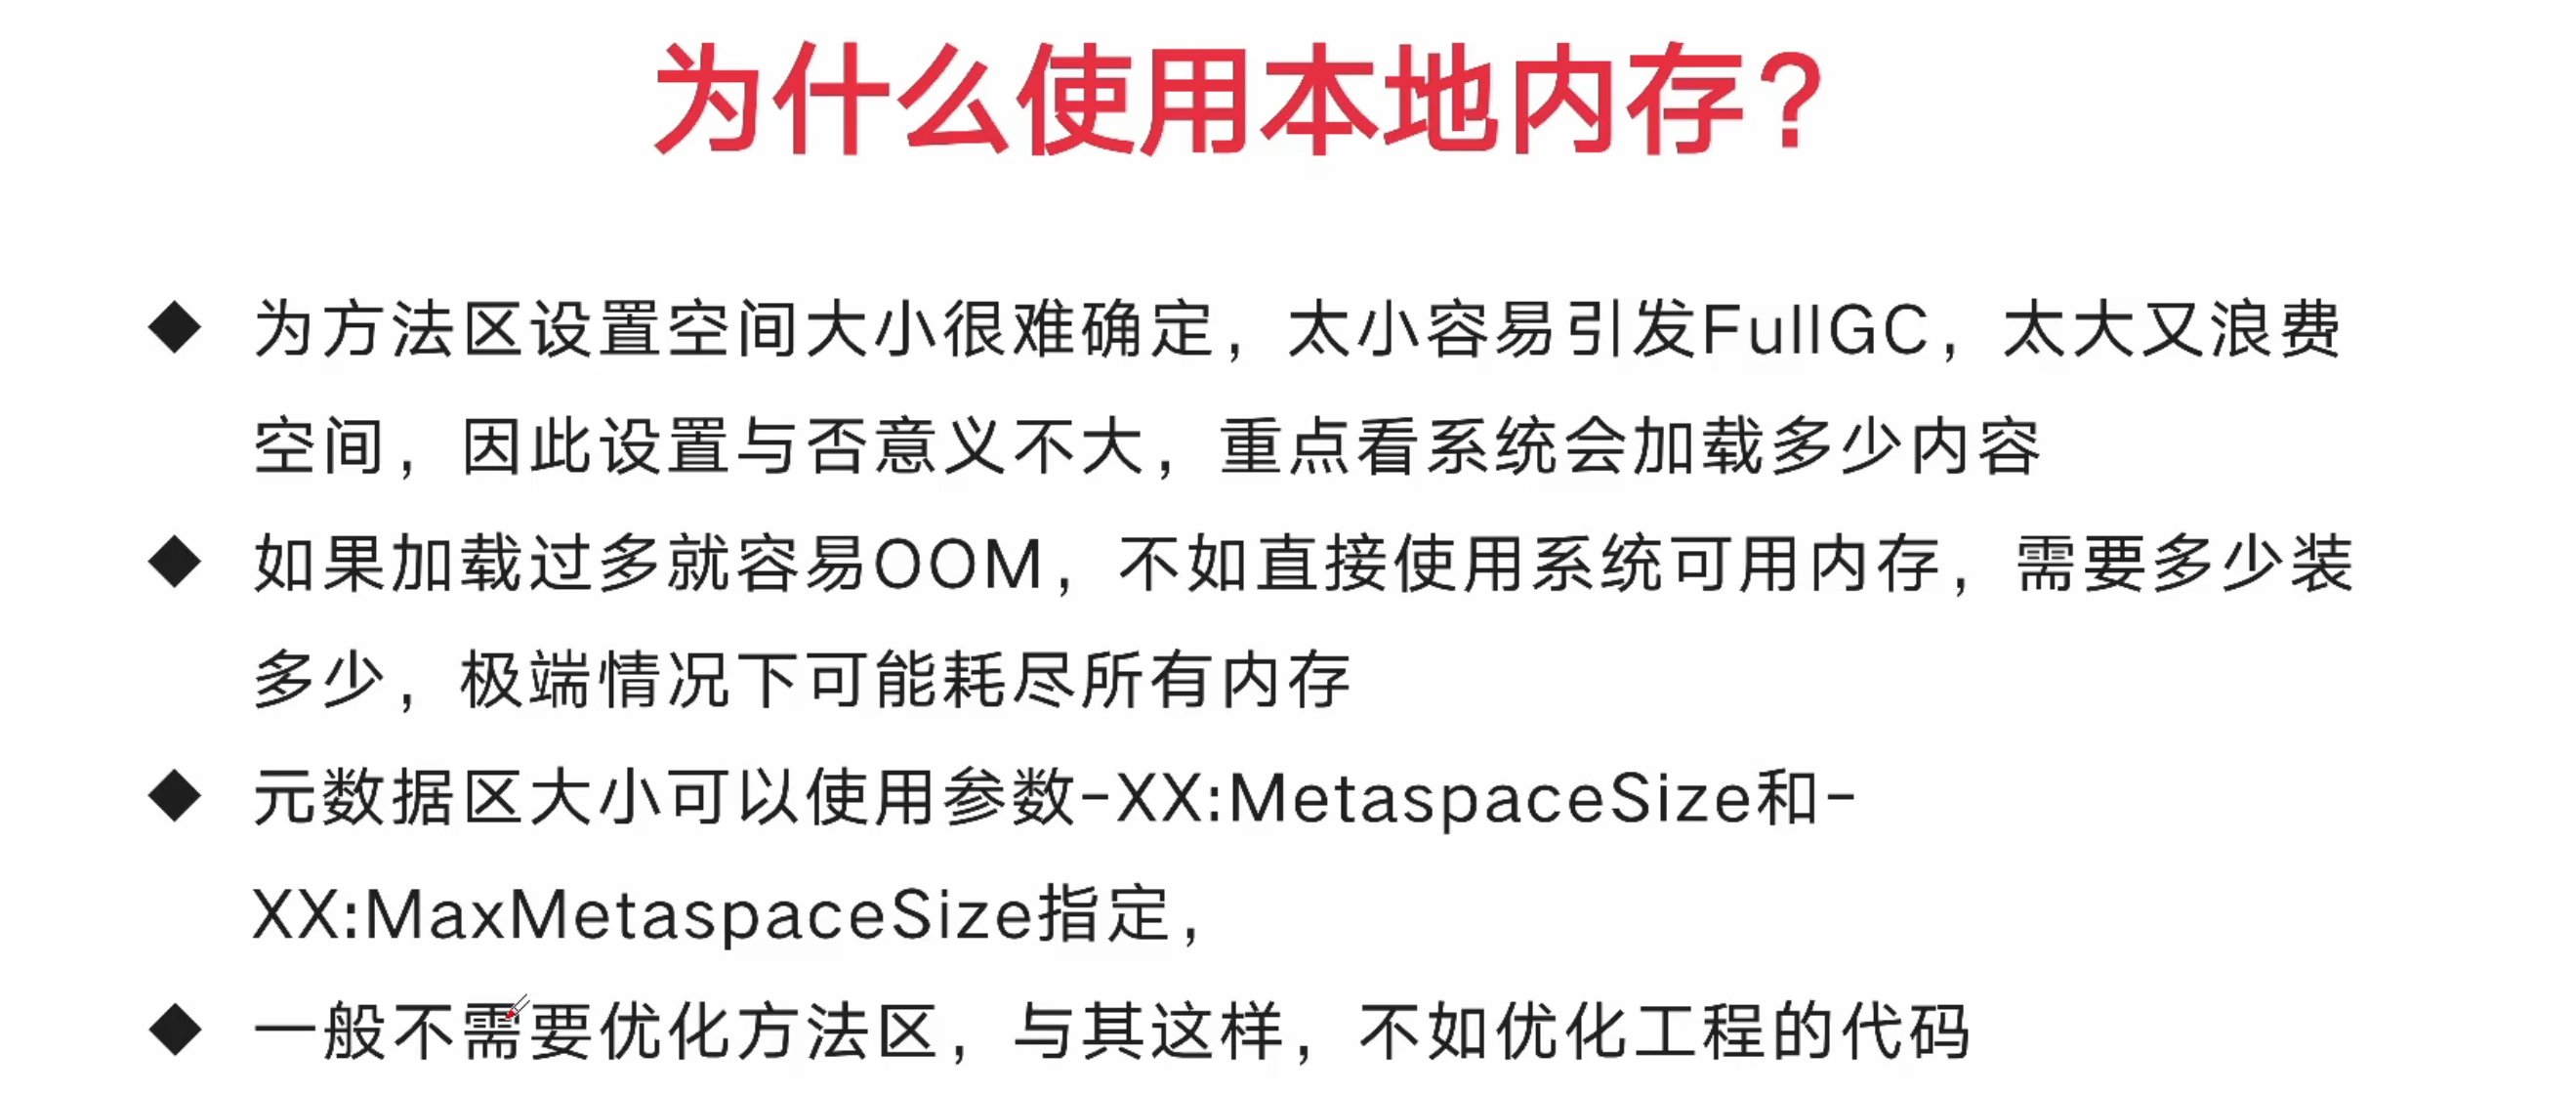 为什么使用本地内存？
◆ 为方法区设置空间大小很难确定，太小容易引发FullGC，太大又浪费
空间，因此设置与否意义不大，重点看系统会加载多少内容
◆ 如果加载过多就容易OOM，不如直接使用系统可用内存，需要多少装
多少，极端情况下可能耗尽所有内存
◆ 元数据区大小可以使用参数-XX:MetaspaceSize和-
XX:MaxMetaspaceSize指定，
◆ 一般不需要优化方法区，与其这样，不如优化工程的代码